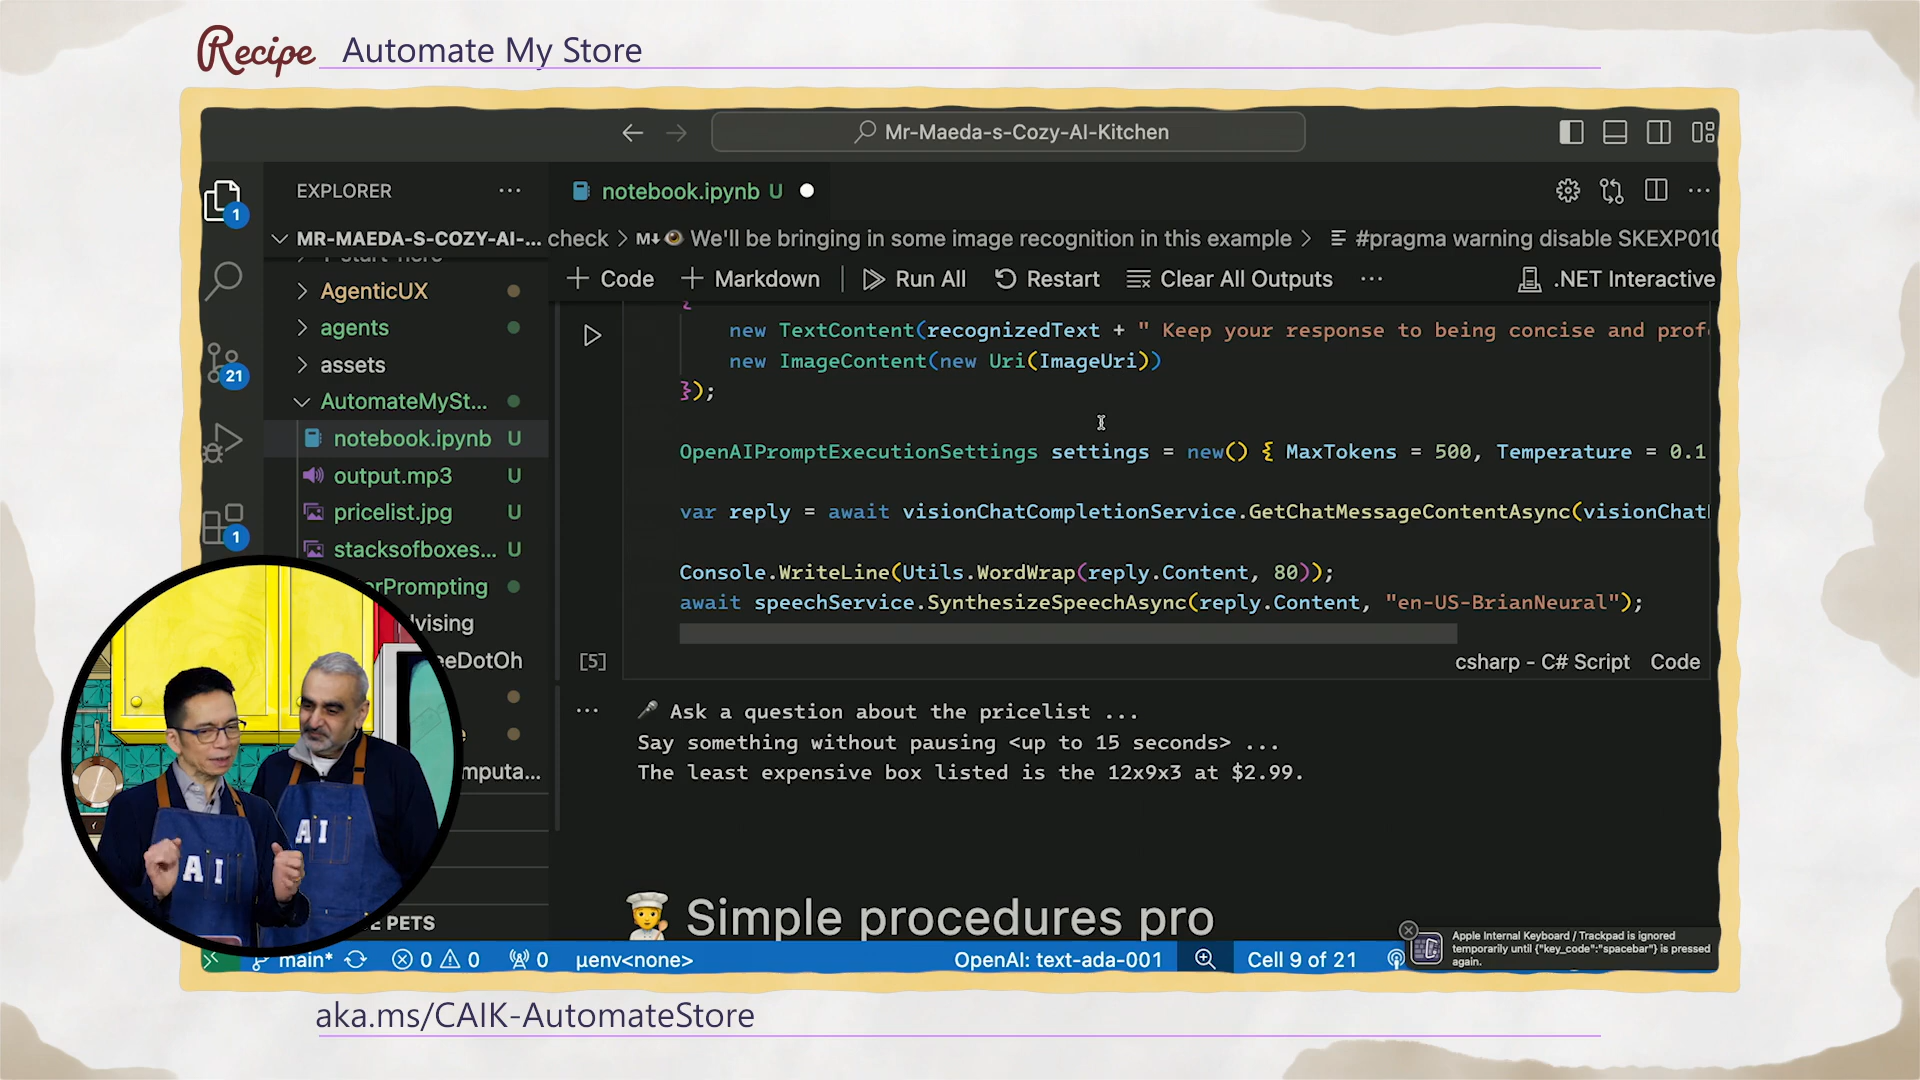 Recipe Automate My Store
Mr-Maeda-s-Cozy-AI-Kitchen
EXPLORER
notebook.ipynb U
MR-MAEDA-S-COZY-AI-...
check > M↓ 👁 We'll be bringing in some image recognition in this example > #pragma warning disable SKEXP010
1
AgenticUX
agents
assets
AutomateMySt...
notebook.ipynb U
output.mp3 U
pricelist.jpg U
stacksofboxes... U
21
1
+ Code + Markdown | Run All Restart Clear All Outputs ... .NET Interactive
{
new TextContent(recognizedText + " Keep your response to being concise and prof
new ImageContent(new Uri(ImageUri))
});
OpenAIPromptExecutionSettings settings = new() { MaxTokens = 500, Temperature = 0.1
var reply = await visionChatCompletionService.GetChatMessageContentAsync(visionChat
Console.WriteLine(Utils.WordWrap(reply.Content, 80));
await speechService.SynthesizeSpeechAsync(reply.Content, "en-US-BrianNeural");
[5]
csharp - C# Script Code
🎤 Ask a question about the pricelist ...
Say something without pausing <up to 15 seconds> ...
The least expensive box listed is the 12x9x3 at $2.99.
👨‍🍳 Simple procedures pro
rPrompting
vising
eeDotOh
mputa...
PETS
AI
AI
main* 0 0 0 µenv<none>
OpenAI: text-ada-001 Cell 9 of 21
Apple Internal Keyboard / Trackpad is ignored
temporarily until {"key_code":"spacebar"} is pressed
again.
aka.ms/CAIK-AutomateStore